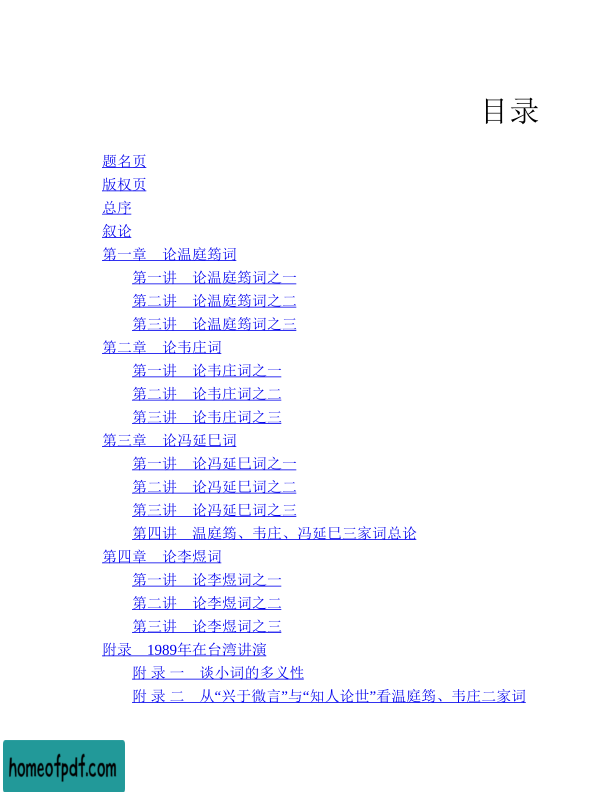 目录
题名页
版权页
总序
叙论
第一章　论温庭筠词
第一讲　论温庭筠词之一
第二讲　论温庭筠词之二
第三讲　论温庭筠词之三
第二章　论韦庄词
第一讲　论韦庄词之一
第二讲　论韦庄词之二
第三讲　论韦庄词之三
第三章　论冯延巳词
第一讲　论冯延巳词之一
第二讲　论冯延巳词之二
第三讲　论冯延巳词之三
第四讲　温庭筠、韦庄、冯延巳三家词总论
第四章　论李煜词
第一讲　论李煜词之一
第二讲　论李煜词之二
第三讲　论李煜词之三
附录　1989年在台湾讲演
附 录 一　谈小词的多义性
附 录 二　从“兴于微言”与“知人论世”看温庭筠、韦庄二家词
homeofpdf.com